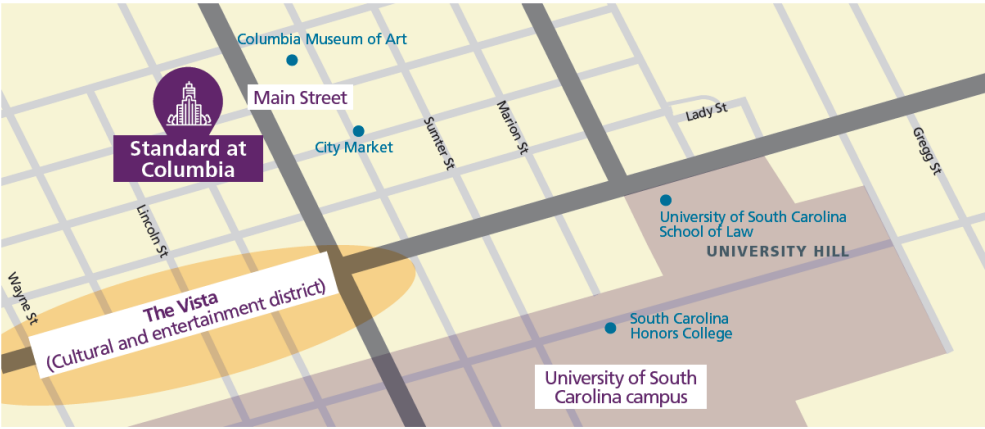 Columbia Museum of Art
Main Street
Standard at
Columbia
City Market
Sumter St
Marion St
Lady St
Gregg St
Lincoln St
Wayne St
University of South Carolina
School of Law
UNIVERSITY HILL
The Vista
(Cultural and entertainment district)
South Carolina
Honors College
University of South
Carolina campus